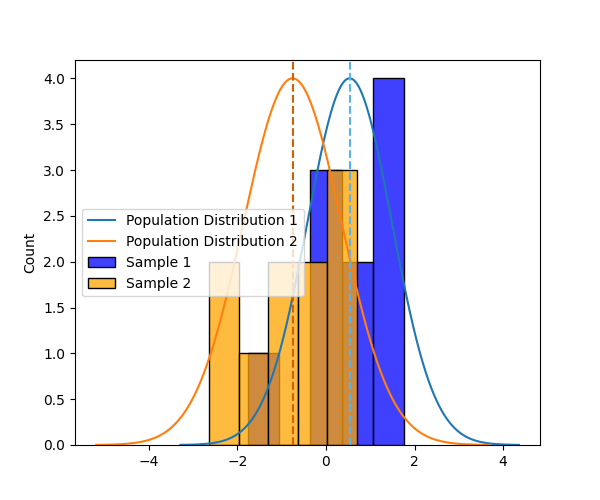 4.0
3.5
3.0
2.5
2.0
1.5
1.0
0.5
0.0
Count
Population Distribution 1
Population Distribution 2
Sample 1
Sample 2
−4 −2 0 2 4